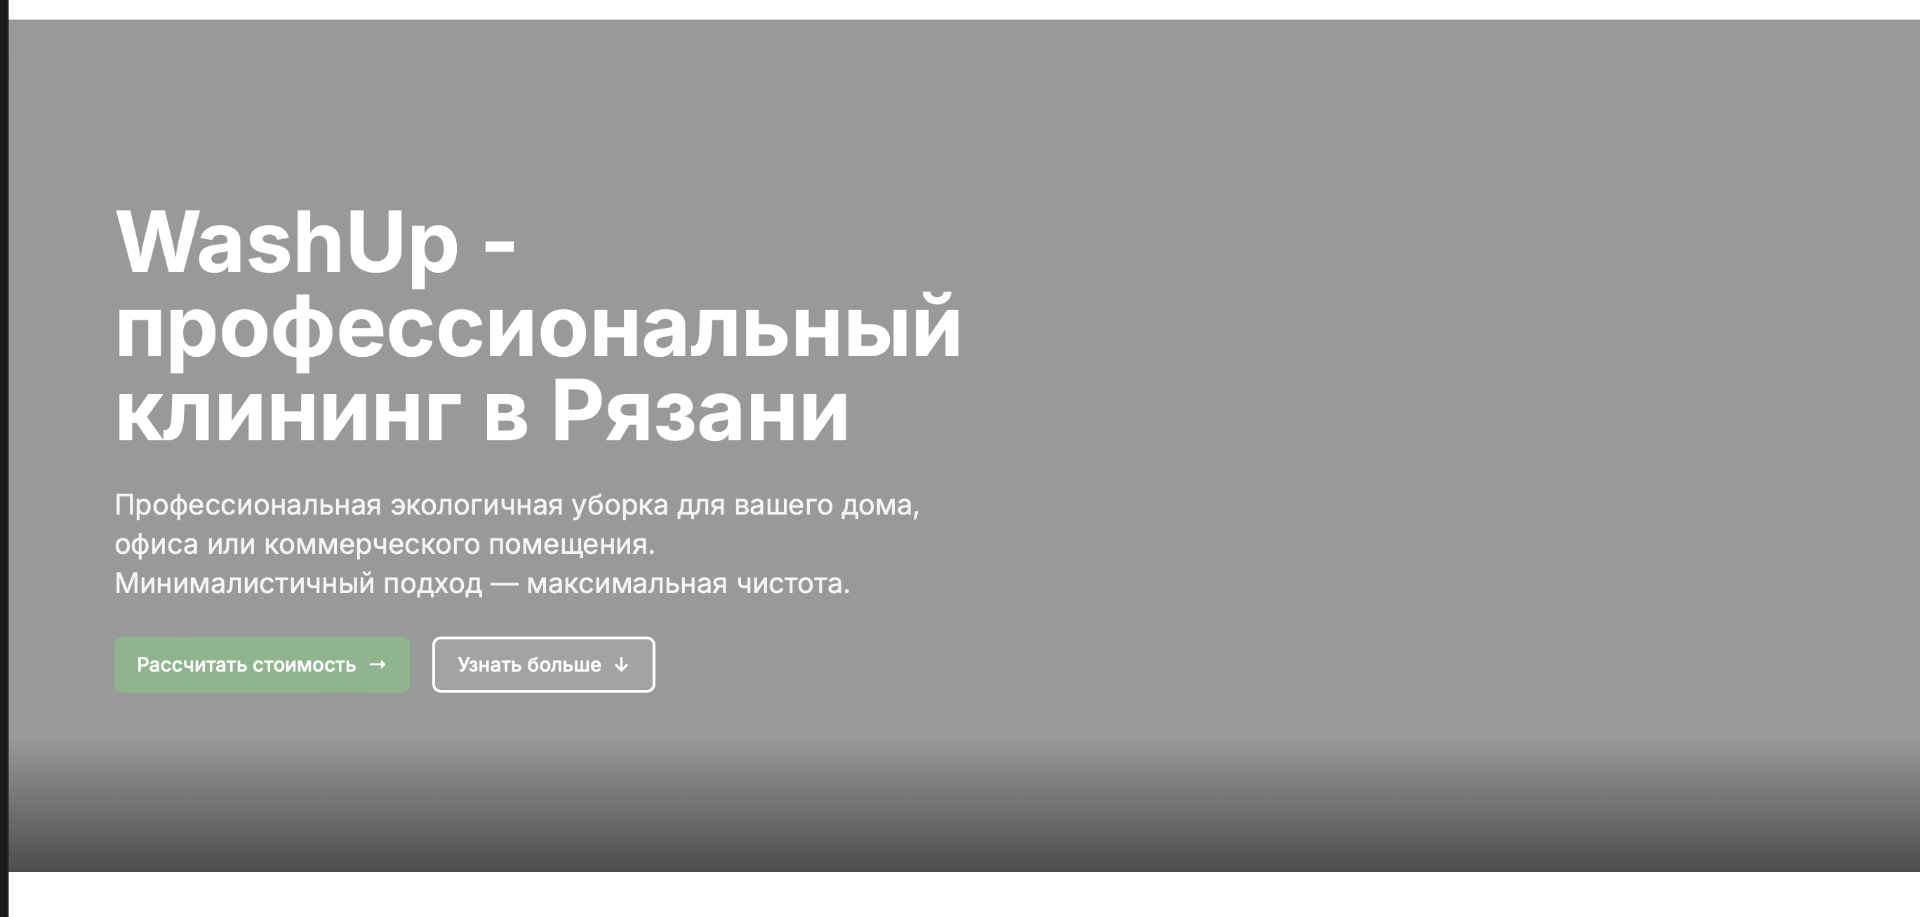 WashUp -
профессиональный
клининг в Рязани
Профессиональная экологичная уборка для вашего дома,
офиса или коммерческого помещения.
Минималистичный подход — максимальная чистота.
Рассчитать стоимость →
Узнать больше ↓